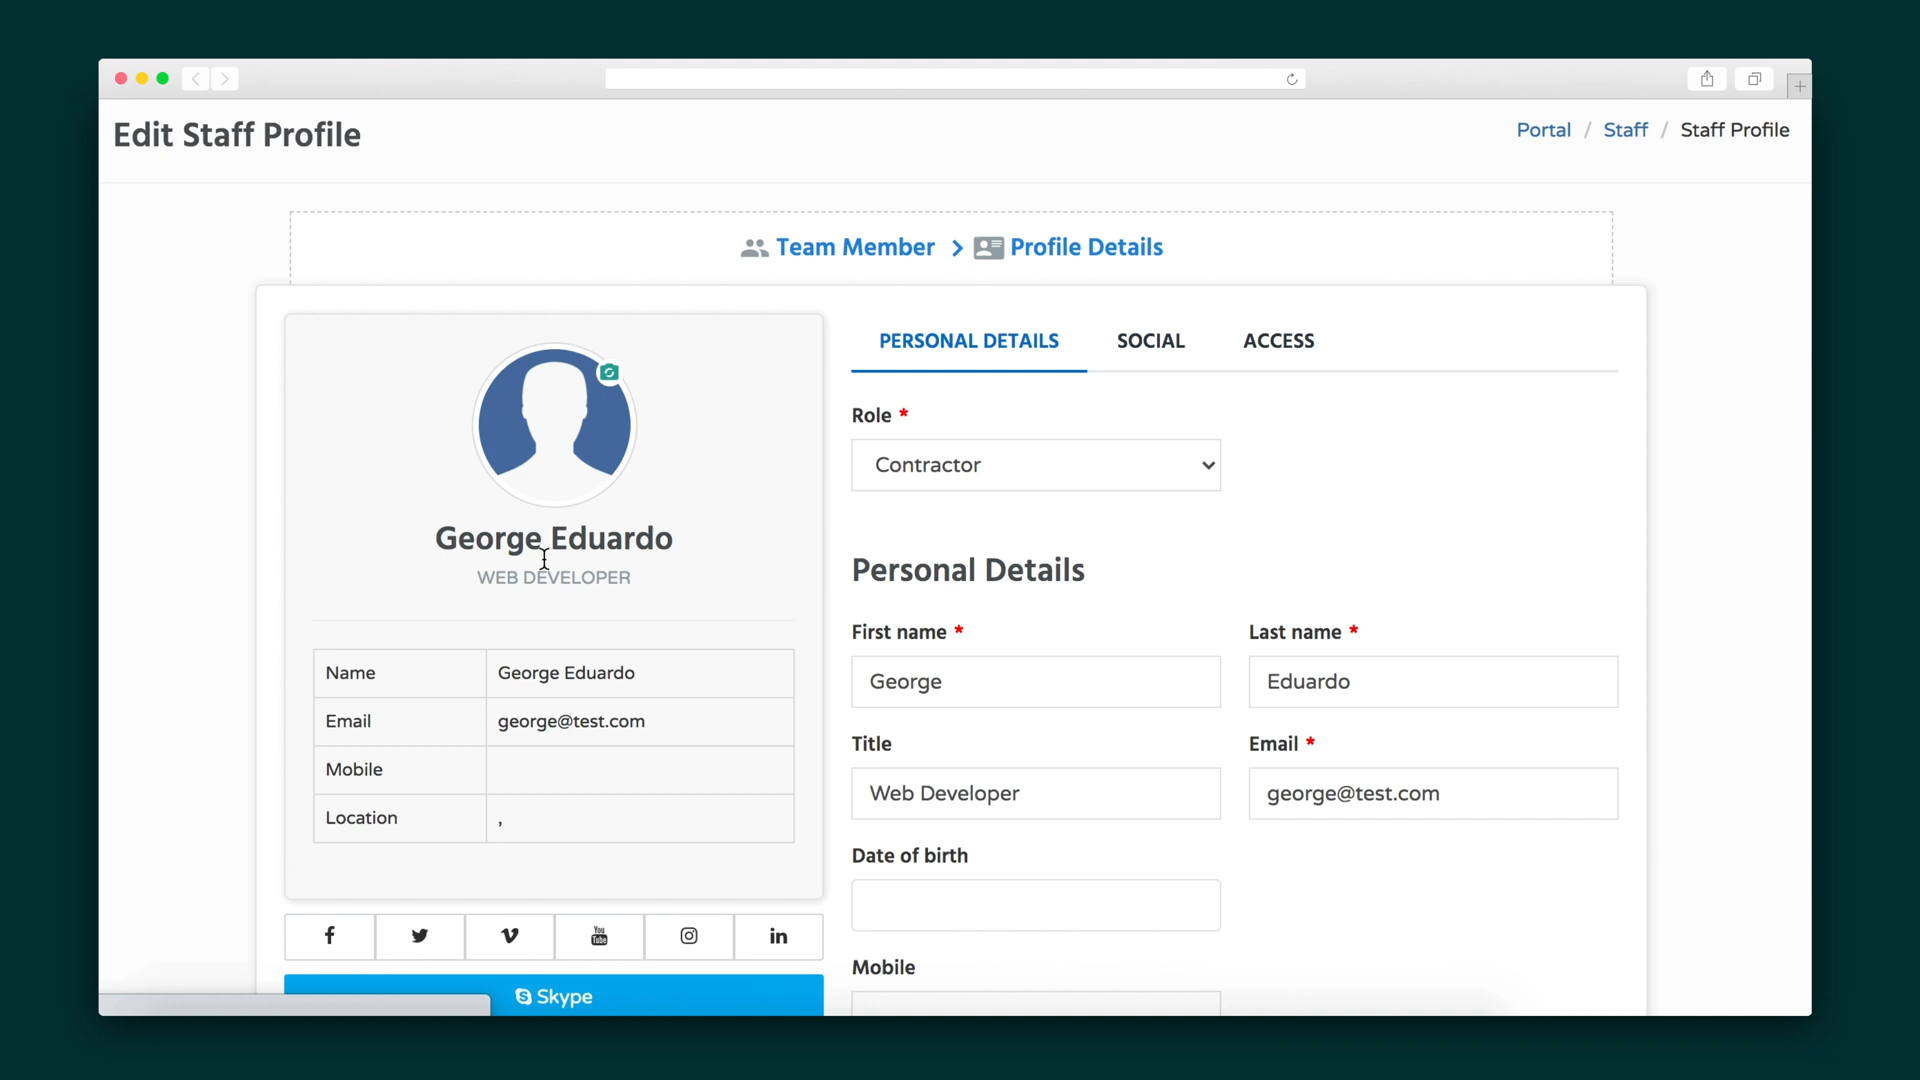 Edit Staff Profile
Portal / Staff / Staff Profile
Team Member > Profile Details
PERSONAL DETAILS SOCIAL ACCESS
Role *
Contractor
George Eduardo
WEB DEVELOPER
Name George Eduardo
Email george@test.com
Mobile
Location ,
Personal Details
First name * Last name *
George Eduardo
Title Email *
Web Developer george@test.com
Date of birth
Mobile
You Tube
Skype